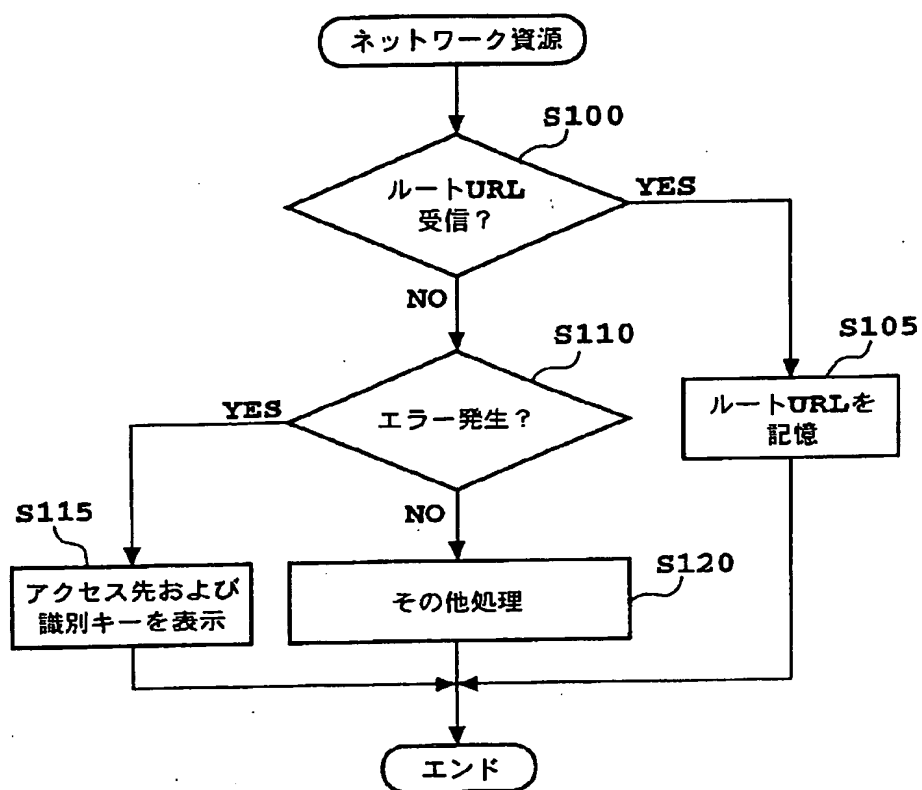 ネットワーク資源
S100
ルートURL
受信？
YES
NO
S110
S105
エラー発生？
YES
ルートURLを
記憶
NO
S115
S120
アクセス先および
識別キーを表示
その他処理
エンド